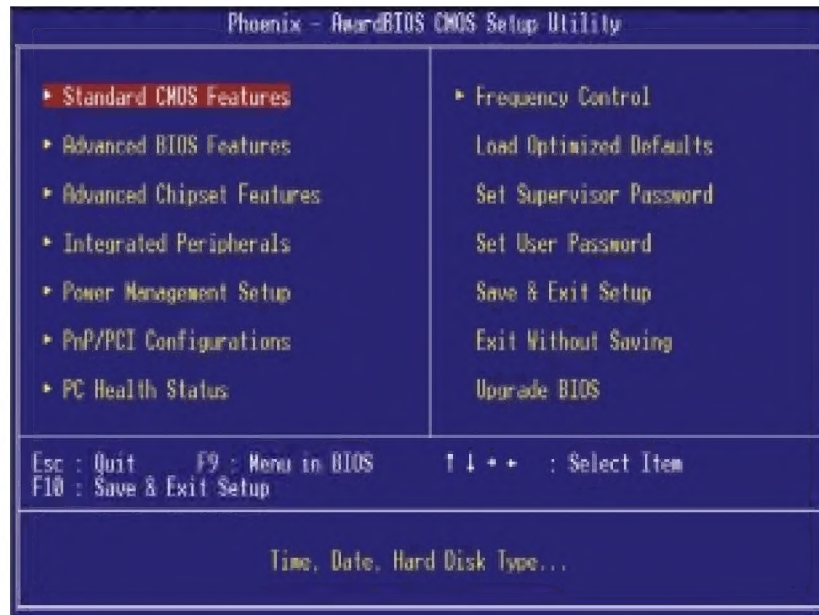 Phoenix - AwardBIOS CMOS Setup Utility
▸ Standard CMOS Features
▸ Advanced BIOS Features
▸ Advanced Chipset Features
▸ Integrated Peripherals
▸ Power Management Setup
▸ PnP/PCI Configurations
▸ PC Health Status
▸ Frequency Control
Load Optimized Defaults
Set Supervisor Password
Set User Password
Save & Exit Setup
Exit Without Saving
Upgrade BIOS
Esc : Quit F9 : Menu in BIOS ↑ ↓ → ← : Select Item
F10 : Save & Exit Setup
Time, Date, Hard Disk Type...